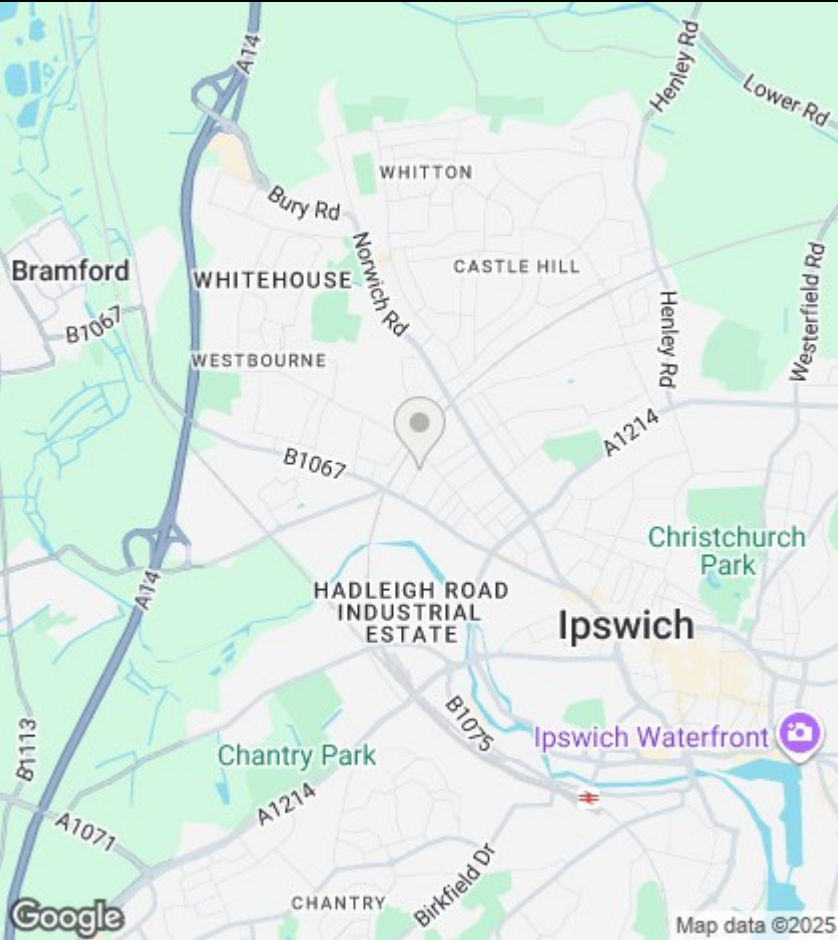 A14
Henley Rd
Lower Rd
WHITTON
Bury Rd
Norwich Rd
CASTLE HILL
Bramford
WHITEHOUSE
Westerfield Rd
B1067
Henley Rd
WESTBOURNE
A1214
B1067
Christchurch
Park
A14
HADLEIGH ROAD
INDUSTRIAL
ESTATE
Ipswich
B1075
Ipswich Waterfront
B1113
Chantry Park
A1214
A1071
Birkfield Dr
CHANTRY
Google
Map data ©2025